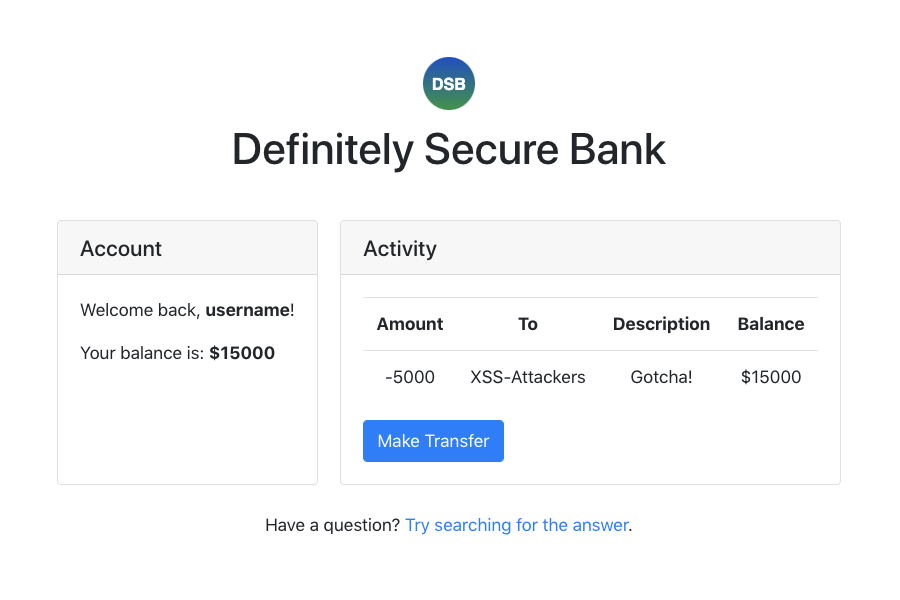 DSB
Definitely Secure Bank
Account
Welcome back, username!
Your balance is: $15000
Activity
Amount To Description Balance
-5000 XSS-Attackers Gotcha! $15000
Make Transfer
Have a question? Try searching for the answer.